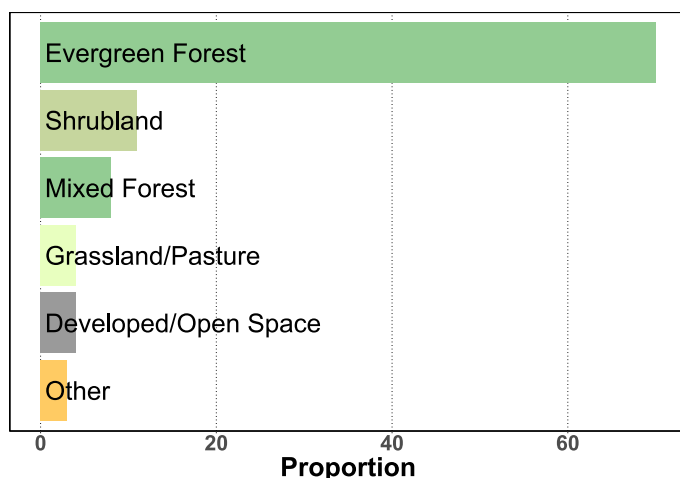 Evergreen Forest
Shrubland
Mixed Forest
Grassland/Pasture
Developed/Open Space
Other
0 20 40 60
Proportion